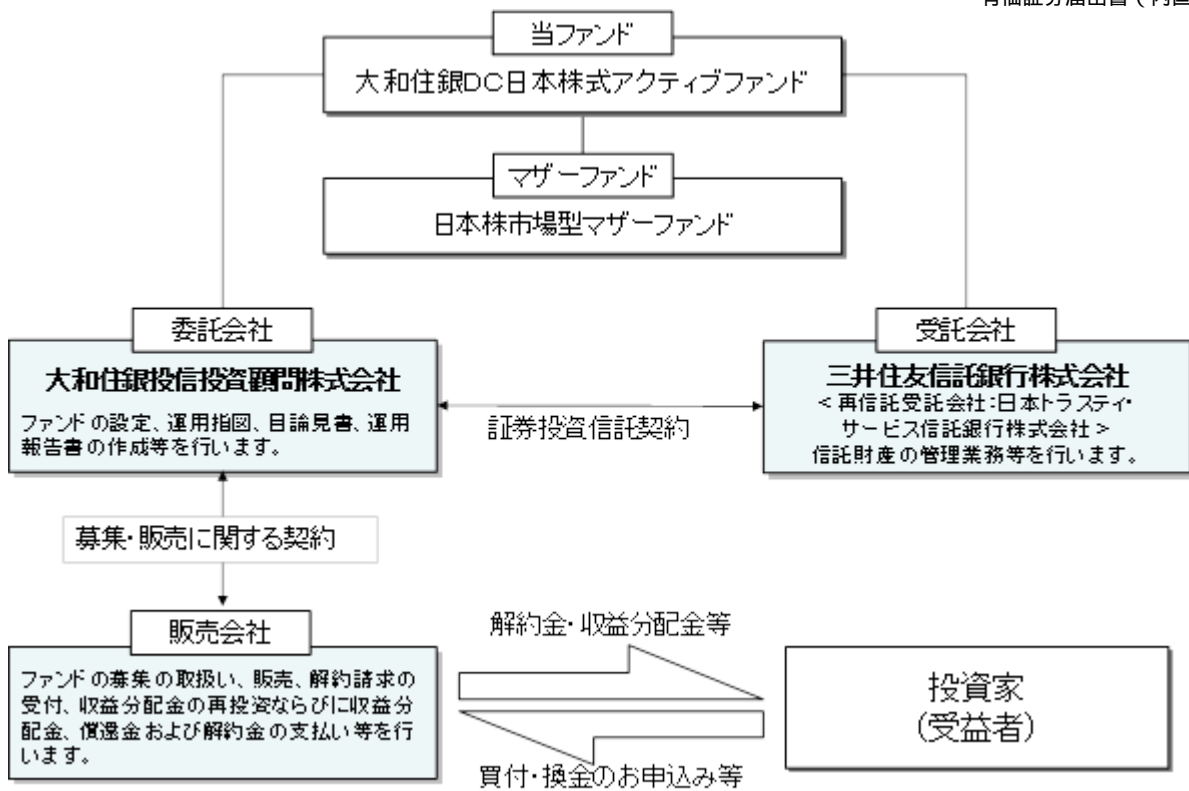 当ファンド
大和住銀DC日本株式アクティブファンド
マザーファンド
日本株市場型マザーファンド
委託会社
大和住銀投信投資顧問株式会社
ファンドの設定、運用指図、目論見書、運用
報告書の作成等を行います。
証券投資信託契約
受託会社
三井住友信託銀行株式会社
<再信託受託会社:日本トラスティ・
サービス信託銀行株式会社>
信託財産の管理業務等を行います。
募集・販売に関する契約
販売会社
ファンドの募集の取扱い、販売、解約請求の
受付、収益分配金の再投資ならびに収益分
配金、償還金および解約金の支払い等を行
います。
解約金・収益分配金等
買付・換金のお申込み等
投資家
(受益者)